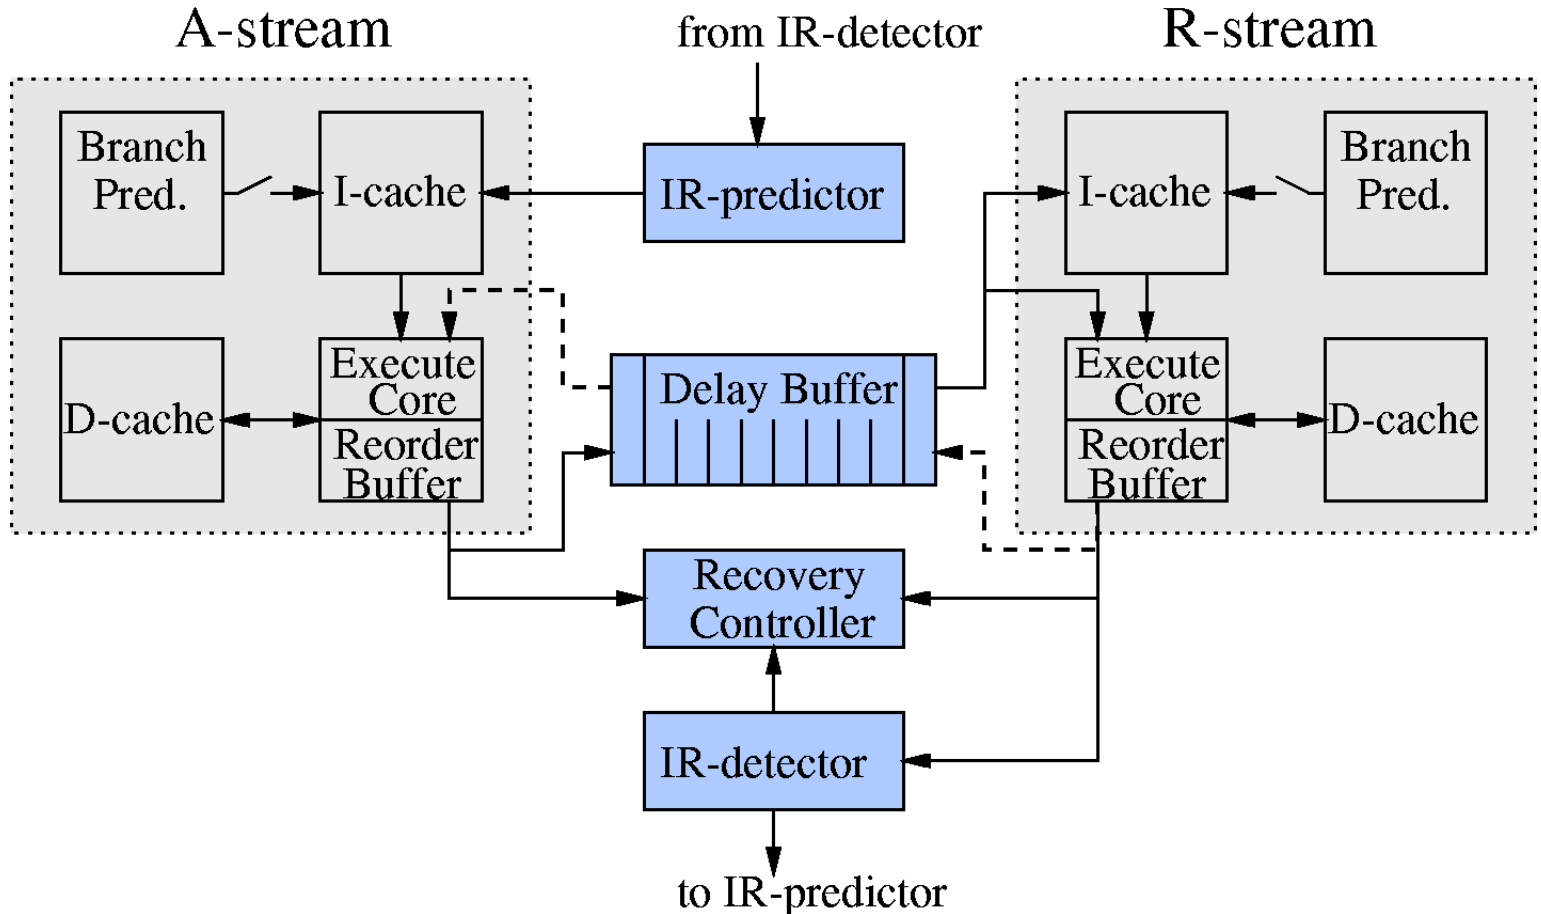 A-stream
from IR-detector
R-stream
Branch
Pred.
I-cache
IR-predictor
I-cache
Branch
Pred.
D-cache
Execute
Core
Reorder
Buffer
Delay Buffer
Execute
Core
Reorder
Buffer
D-cache
Recovery
Controller
IR-detector
to IR-predictor